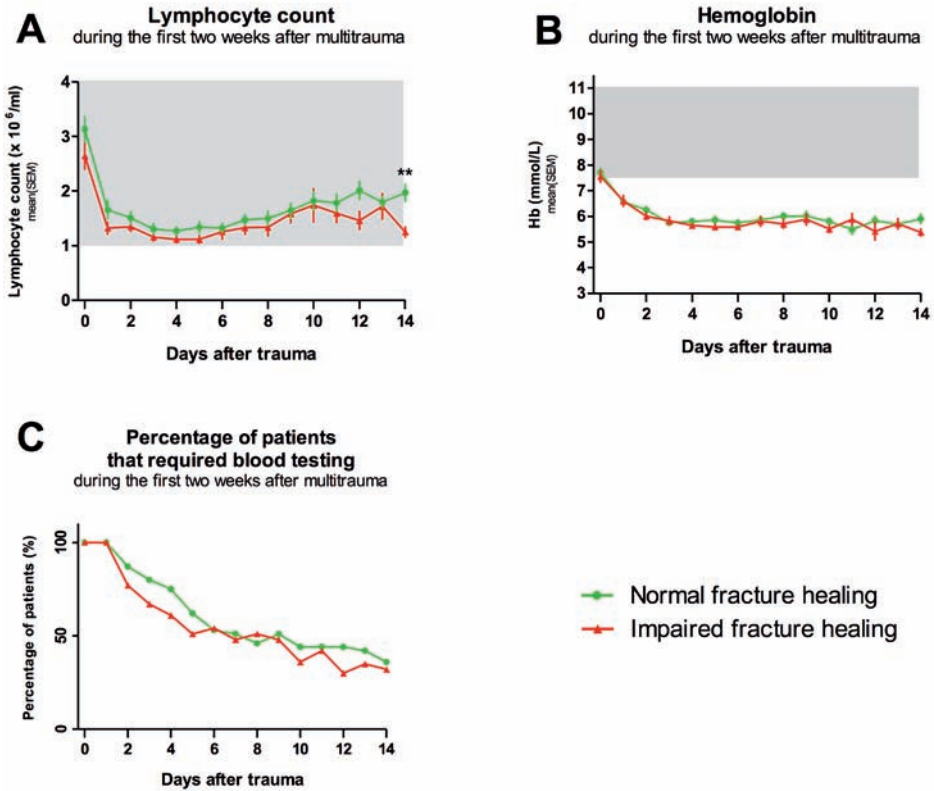 A
Lymphocyte count
during the first two weeks after multitrauma
Lymphocyte count (x 10⁶/ml)
mean(SEM)
4
3
2
1
0
**
0 2 4 6 8 10 12 14
Days after trauma
B
Hemoglobin
during the first two weeks after multitrauma
Hb (mmol/L)
mean(SEM)
11
10
9
8
7
6
5
4
3
0 2 4 6 8 10 12 14
Days after trauma
C
Percentage of patients
that required blood testing
during the first two weeks after multitrauma
Percentage of patients (%)
100
50
0
0 2 4 6 8 10 12 14
Days after trauma
Normal fracture healing
Impaired fracture healing